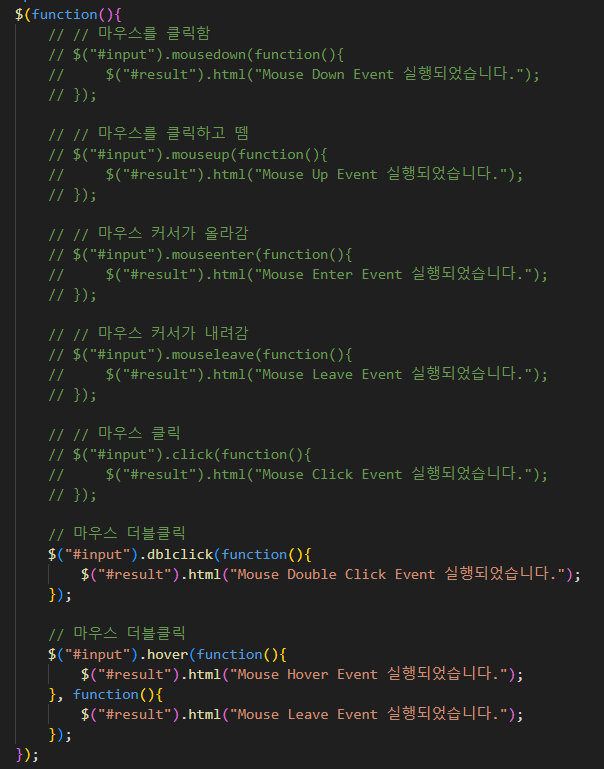 $(function(){
    // // 마우스를 클릭함
    // $("#input").mousedown(function(){
    //     $("#result").html("Mouse Down Event 실행되었습니다.");
    // });
    // // 마우스를 클릭하고 뗌
    // $("#input").mouseup(function(){
    //     $("#result").html("Mouse Up Event 실행되었습니다.");
    // });
    // // 마우스 커서가 올라감
    // $("#input").mouseenter(function(){
    //     $("#result").html("Mouse Enter Event 실행되었습니다.");
    // });
    // // 마우스 커서가 내려감
    // $("#input").mouseleave(function(){
    //     $("#result").html("Mouse Leave Event 실행되었습니다.");
    // });
    // // 마우스 클릭
    // $("#input").click(function(){
    //     $("#result").html("Mouse Click Event 실행되었습니다.");
    // });
    // 마우스 더블클릭
    $("#input").dblclick(function(){
        $("#result").html("Mouse Double Click Event 실행되었습니다.");
    });
    // 마우스 더블클릭
    $("#input").hover(function(){
        $("#result").html("Mouse Hover Event 실행되었습니다.");
    }, function(){
        $("#result").html("Mouse Leave Event 실행되었습니다.");
    });
});